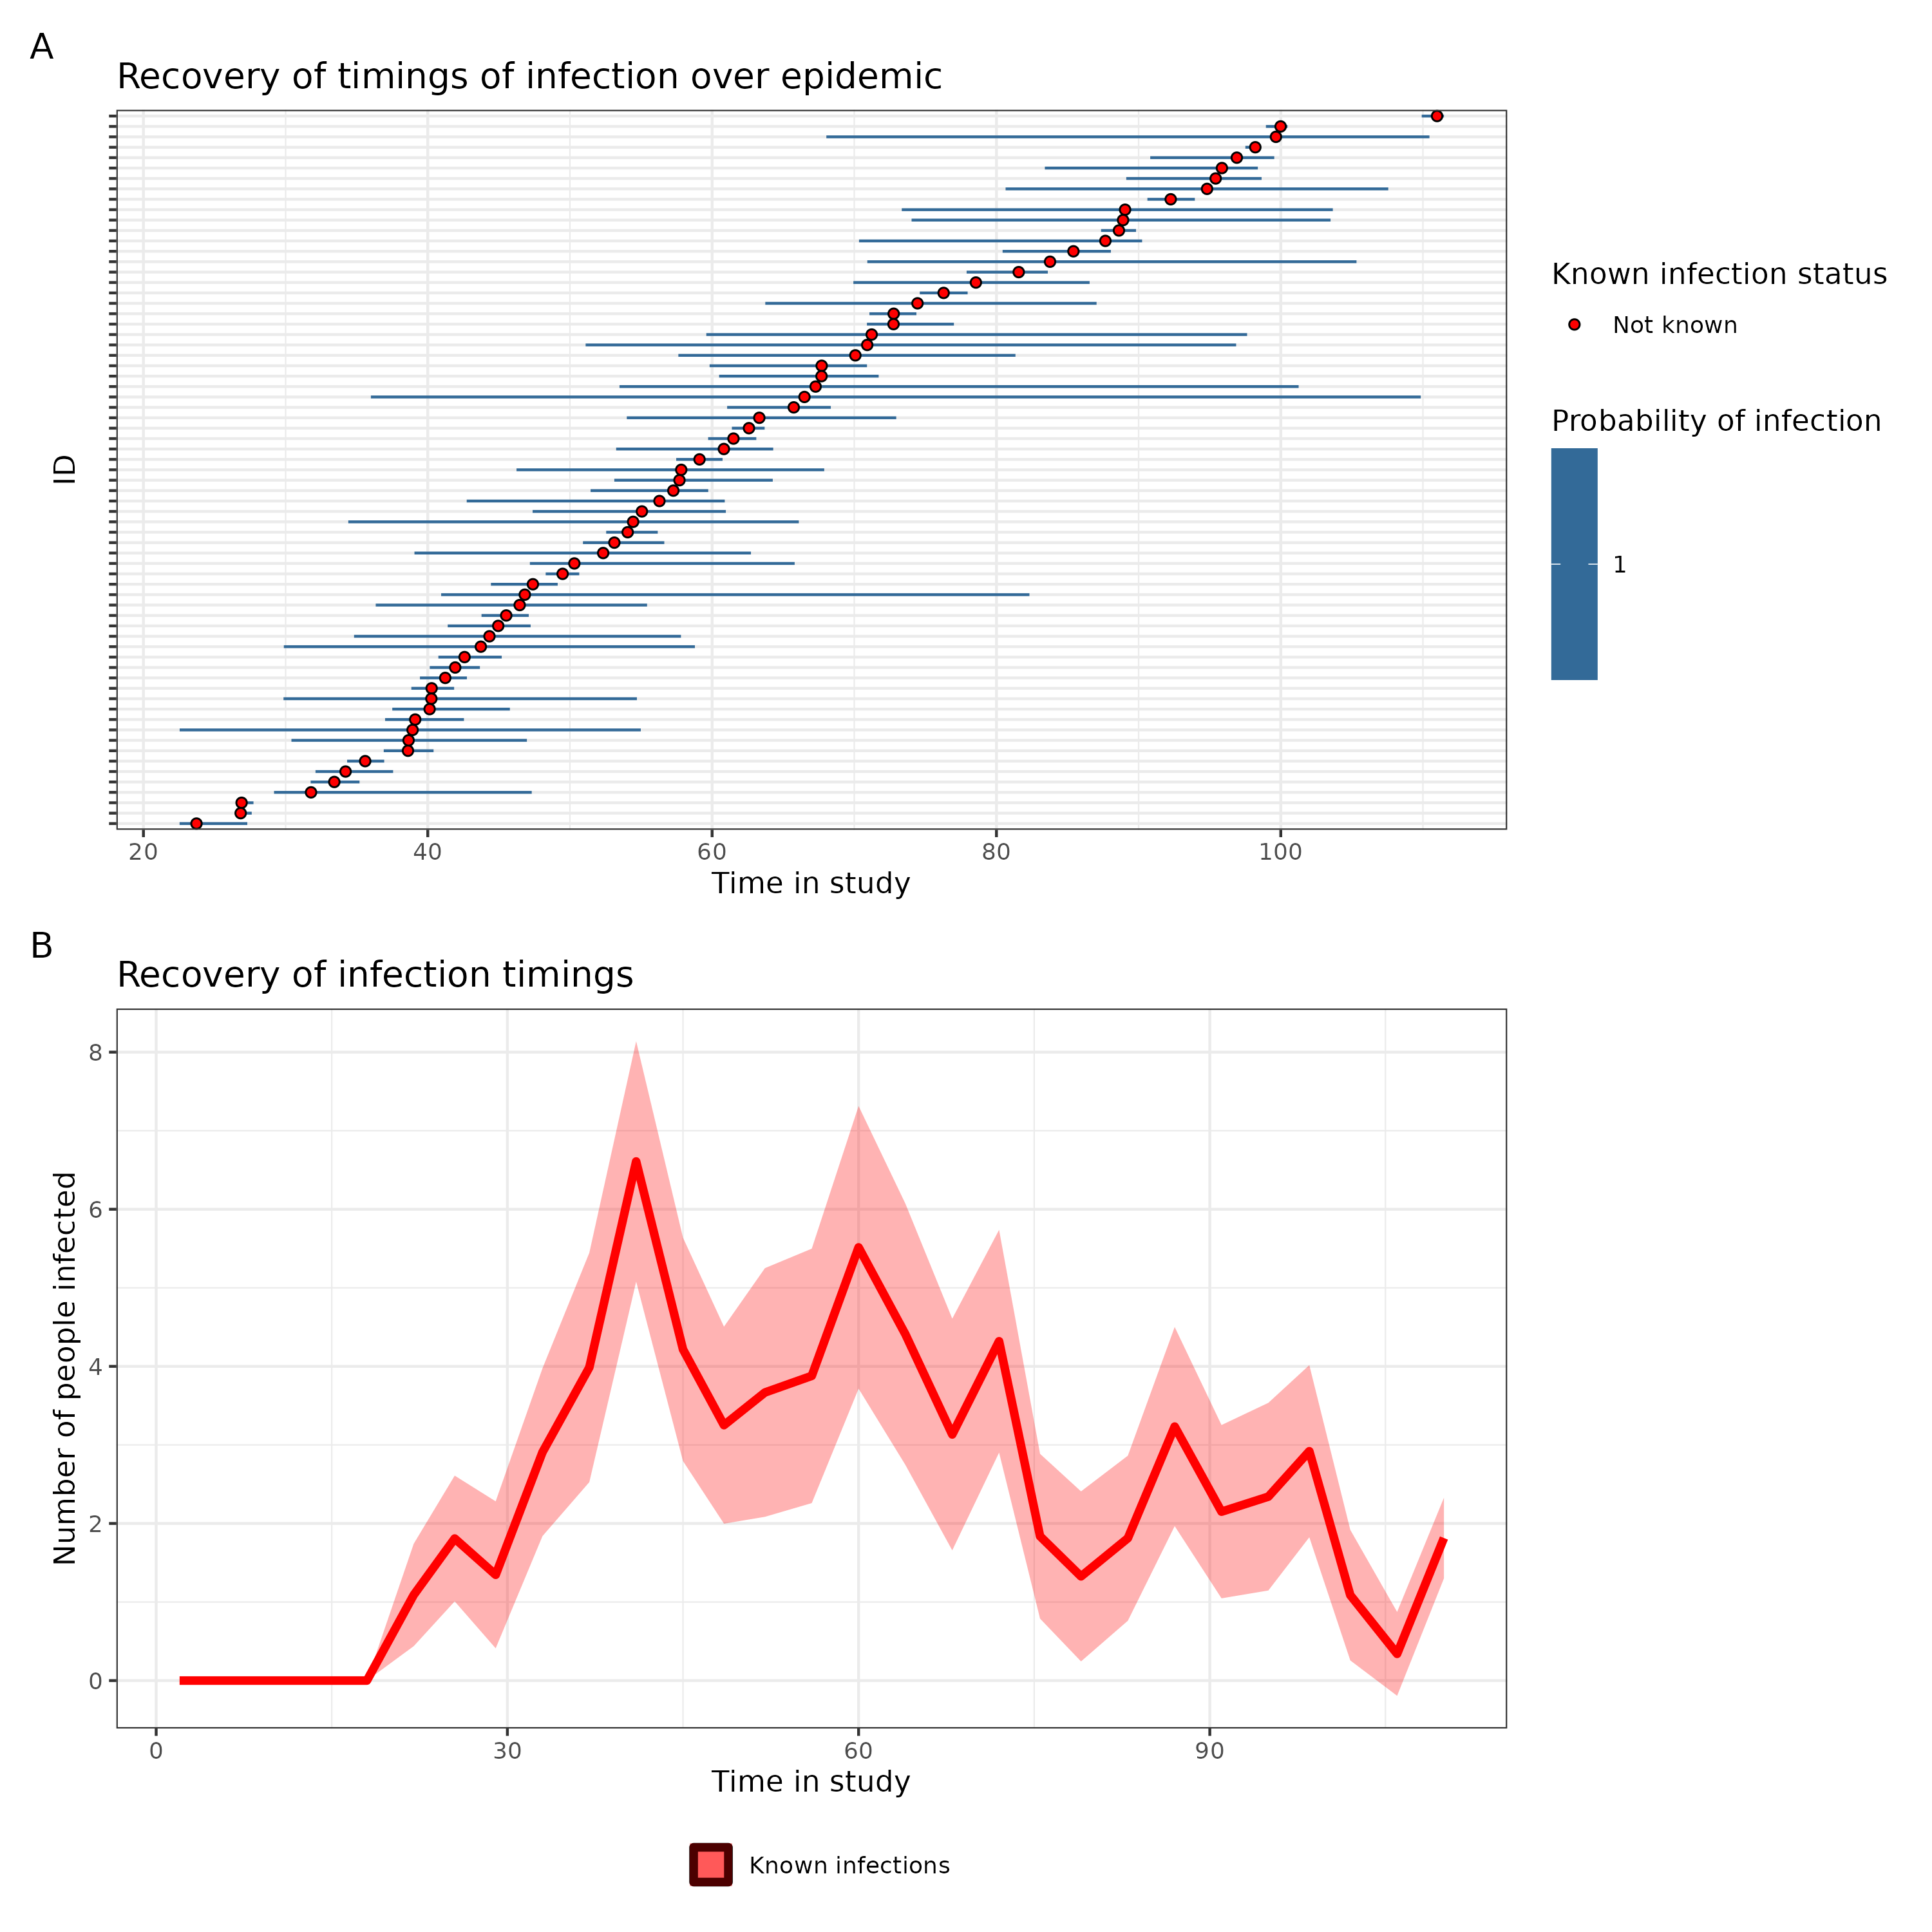 A
Recovery of timings of infection over epidemic
ID
20 40 60 80 100
Time in study
Known infection status
Not known
Probability of infection
1
B
Recovery of infection timings
Number of people infected
8
6
4
2
0
0 30 60 90
Time in study
Known infections